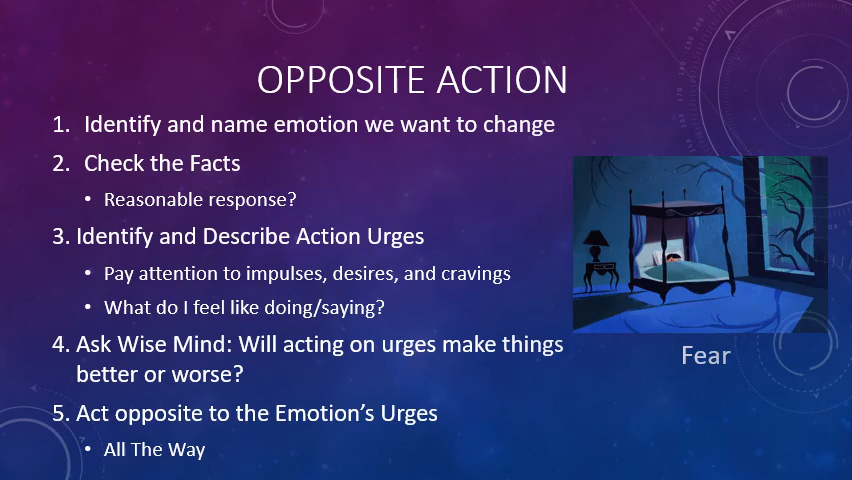 OPPOSITE ACTION
1. Identify and name emotion we want to change
2. Check the Facts
• Reasonable response?
3. Identify and Describe Action Urges
• Pay attention to impulses, desires, and cravings
• What do I feel like doing/saying?
4. Ask Wise Mind: Will acting on urges make things
better or worse?
Fear
5. Act opposite to the Emotion’s Urges
• All The Way